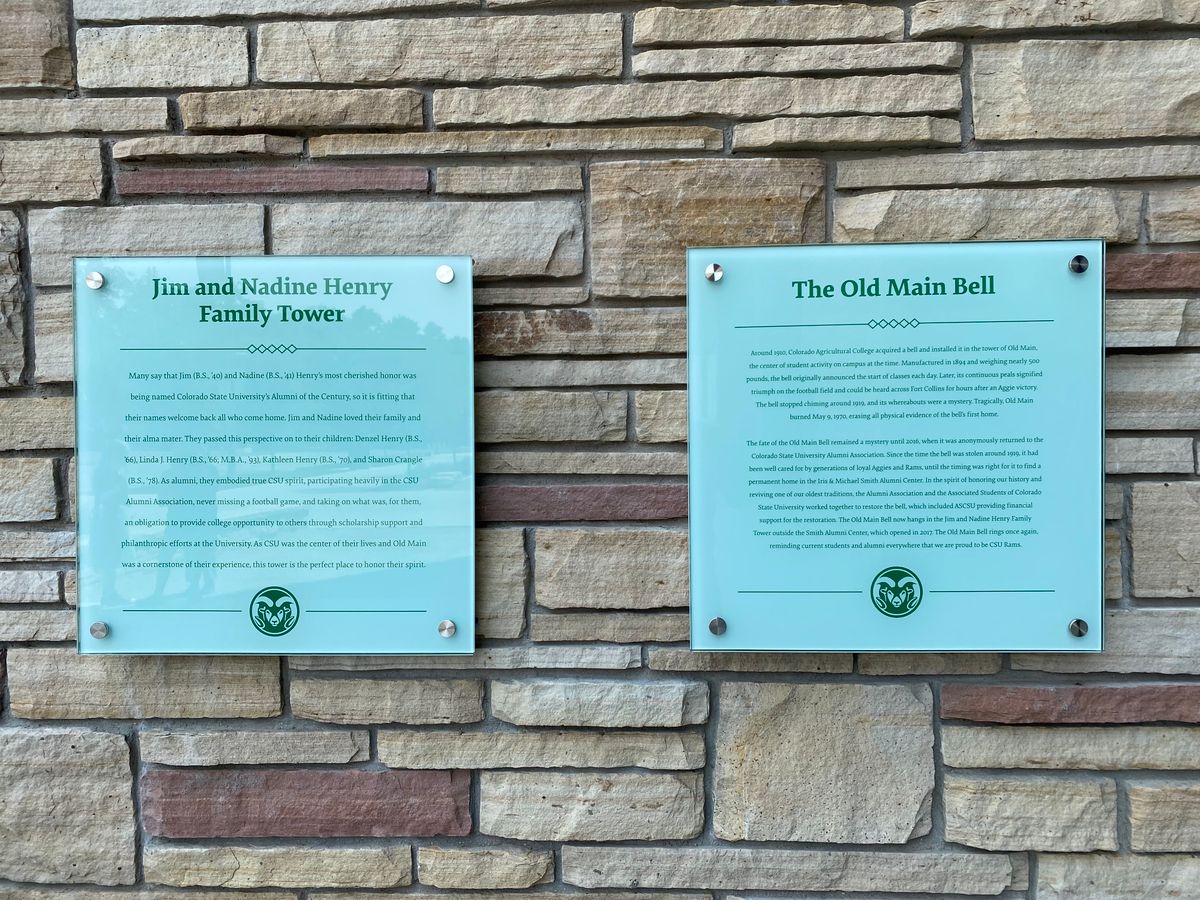 Jim and Nadine Henry
Family Tower
Many say that Jim (B.S., '40) and Nadine (B.S., '41) Henry's most cherished honor was
being named Colorado State University's Alumni of the Century, so it is fitting that
their names welcome back all who come home. Jim and Nadine loved their family and
their alma mater. They passed this perspective on to their children: Denzel Henry (B.S.,
'66), Linda J. Henry (B.S., '66; M.B.A., '93), Kathleen Henry (B.S., '70), and Sharon Crangle
(B.S., '78). As alumni, they embodied true CSU spirit, participating heavily in the CSU
Alumni Association, never missing a football game, and taking on what was, for them,
an obligation to provide college opportunity to others through scholarship support and
philanthropic efforts at the University. As CSU was the center of their lives and Old Main
was a cornerstone of their experience, this tower is the perfect place to honor their spirit.
The Old Main Bell
Around 1910, Colorado Agricultural College acquired a bell and installed it in the tower of Old Main,
the center of student activity on campus at the time. Manufactured in 1894 and weighing nearly 500
pounds, the bell originally announced the start of classes each day. Later, its continuous peals signified
triumph on the football field and could be heard across Fort Collins for hours after an Aggie victory.
The bell stopped chiming around 1919, and its whereabouts were a mystery. Tragically, Old Main
burned May 9, 1970, erasing all physical evidence of the bell's first home.
The fate of the Old Main Bell remained a mystery until 2016, when it was anonymously returned to the
Colorado State University Alumni Association. Since the time the bell was stolen around 1919, it had
been well cared for by generations of loyal Aggies and Rams, until the timing was right for it to find a
permanent home in the Iris & Michael Smith Alumni Center. In the spirit of honoring our history and
reviving one of our oldest traditions, the Alumni Association and the Associated Students of Colorado
State University worked together to restore the bell, which included ASCSU providing financial
support for the restoration. The Old Main Bell now hangs in the Jim and Nadine Henry Family
Tower outside the Smith Alumni Center, which opened in 2017. The Old Main Bell rings once again,
reminding current students and alumni everywhere that we are proud to be CSU Rams.